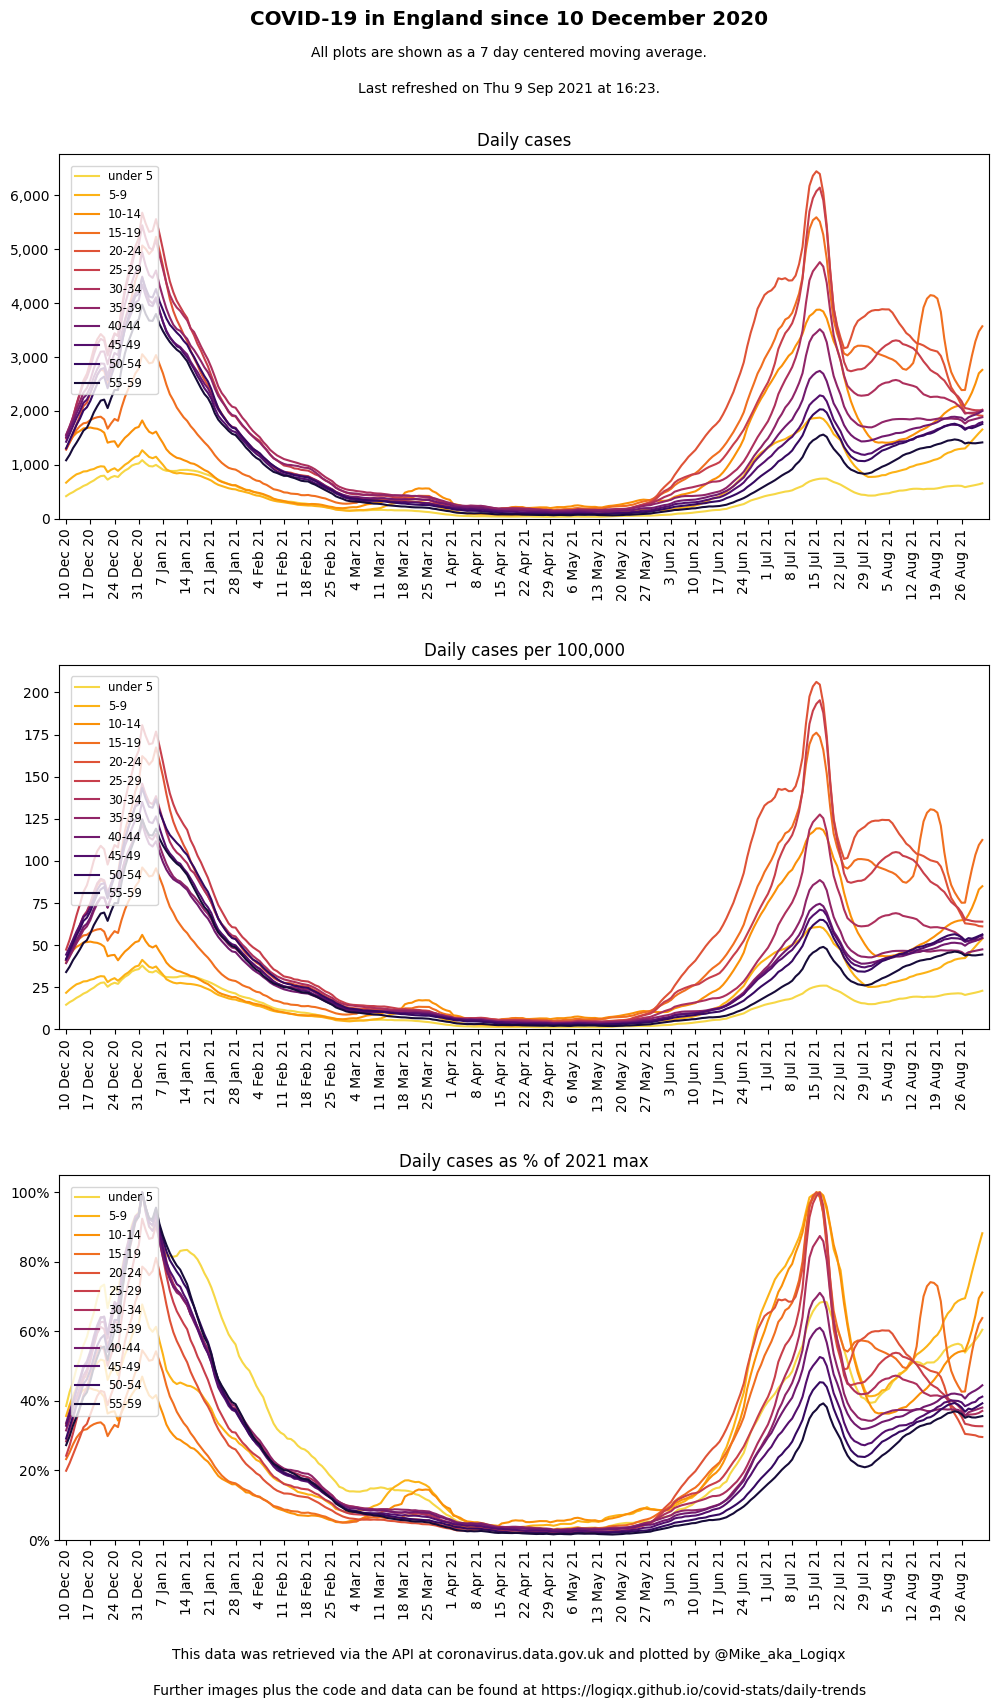 COVID-19 in England since 10 December 2020
All plots are shown as a 7 day centered moving average.
Last refreshed on Thu 9 Sep 2021 at 16:23.
Daily cases
6,000
5,000
4,000
3,000
2,000
1,000
0
under 5
5-9
10-14
15-19
20-24
25-29
30-34
35-39
40-44
45-49
50-54
55-59
10 Dec 20
17 Dec 20
24 Dec 20
31 Dec 20
7 Jan 21
14 Jan 21
21 Jan 21
28 Jan 21
4 Feb 21
11 Feb 21
18 Feb 21
25 Feb 21
4 Mar 21
11 Mar 21
18 Mar 21
25 Mar 21
1 Apr 21
8 Apr 21
15 Apr 21
22 Apr 21
29 Apr 21
6 May 21
13 May 21
20 May 21
27 May 21
3 Jun 21
10 Jun 21
17 Jun 21
24 Jun 21
1 Jul 21
8 Jul 21
15 Jul 21
22 Jul 21
29 Jul 21
5 Aug 21
12 Aug 21
19 Aug 21
26 Aug 21
Daily cases per 100,000
200
175
150
125
100
75
50
25
0
under 5
5-9
10-14
15-19
20-24
25-29
30-34
35-39
40-44
45-49
50-54
55-59
10 Dec 20
17 Dec 20
24 Dec 20
31 Dec 20
7 Jan 21
14 Jan 21
21 Jan 21
28 Jan 21
4 Feb 21
11 Feb 21
18 Feb 21
25 Feb 21
4 Mar 21
11 Mar 21
18 Mar 21
25 Mar 21
1 Apr 21
8 Apr 21
15 Apr 21
22 Apr 21
29 Apr 21
6 May 21
13 May 21
20 May 21
27 May 21
3 Jun 21
10 Jun 21
17 Jun 21
24 Jun 21
1 Jul 21
8 Jul 21
15 Jul 21
22 Jul 21
29 Jul 21
5 Aug 21
12 Aug 21
19 Aug 21
26 Aug 21
Daily cases as % of 2021 max
100%
80%
60%
40%
20%
0%
under 5
5-9
10-14
15-19
20-24
25-29
30-34
35-39
40-44
45-49
50-54
55-59
10 Dec 20
17 Dec 20
24 Dec 20
31 Dec 20
7 Jan 21
14 Jan 21
21 Jan 21
28 Jan 21
4 Feb 21
11 Feb 21
18 Feb 21
25 Feb 21
4 Mar 21
11 Mar 21
18 Mar 21
25 Mar 21
1 Apr 21
8 Apr 21
15 Apr 21
22 Apr 21
29 Apr 21
6 May 21
13 May 21
20 May 21
27 May 21
3 Jun 21
10 Jun 21
17 Jun 21
24 Jun 21
1 Jul 21
8 Jul 21
15 Jul 21
22 Jul 21
29 Jul 21
5 Aug 21
12 Aug 21
19 Aug 21
26 Aug 21
This data was retrieved via the API at coronavirus.data.gov.uk and plotted by @Mike_aka_Logiqx
Further images plus the code and data can be found at https://logiqx.github.io/covid-stats/daily-trends